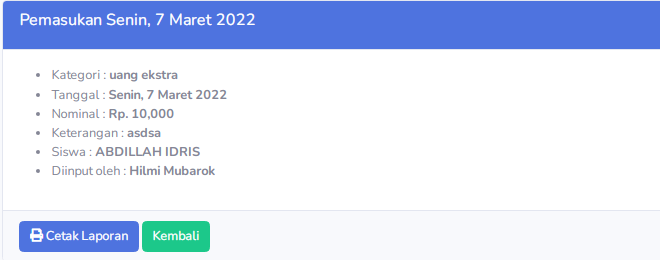 Pemasukan Senin, 7 Maret 2022
Kategori : uang ekstra
Tanggal : Senin, 7 Maret 2022
Nominal : Rp. 10,000
Keterangan : asdsa
Siswa : ABDILLAH IDRIS
Diinput oleh : Hilmi Mubarok
Cetak Laporan Kembali